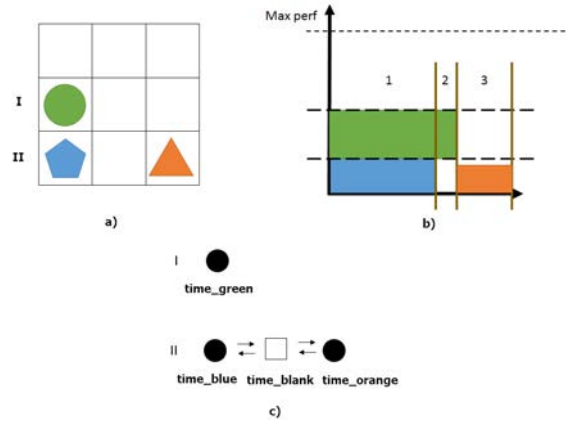 Max perf
1 2 3
I
II
a)
b)
I
time_green
II
time_blue time_blank time_orange
c)